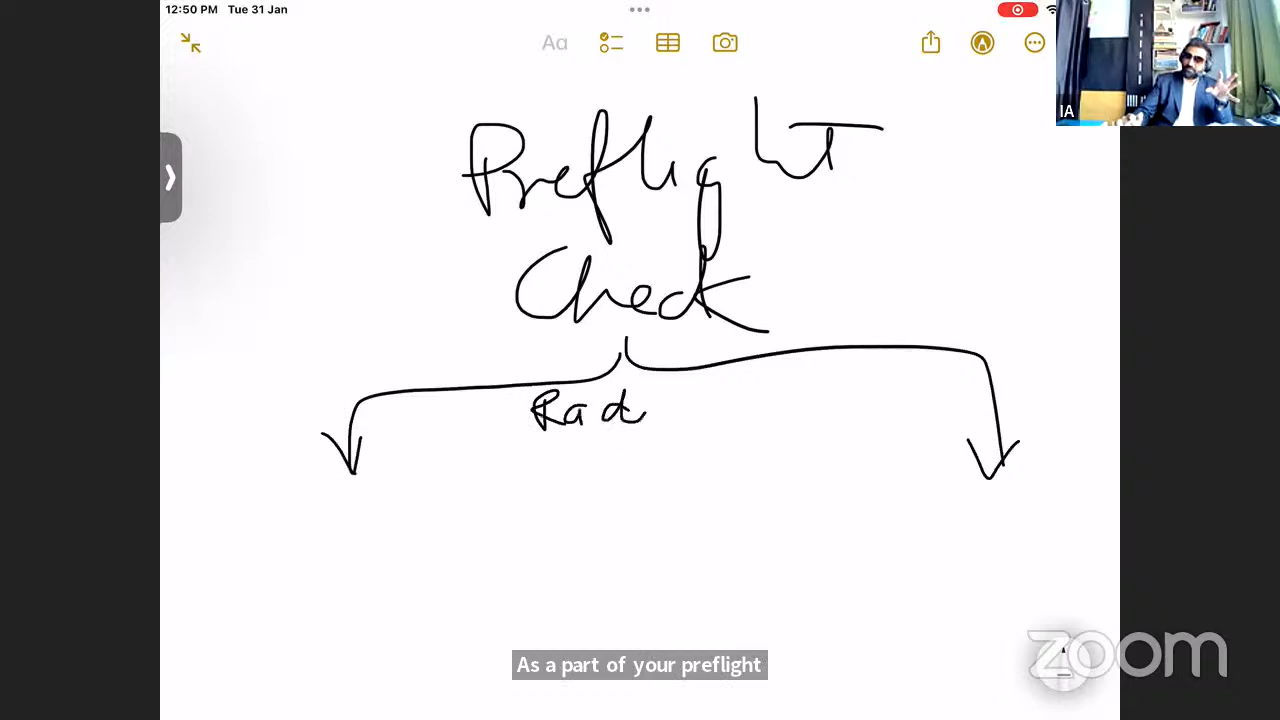 12:50 PM Tue 31 Jan
Aa
IA
Preflight
Check
Rad
As a part of your preflight
zoom